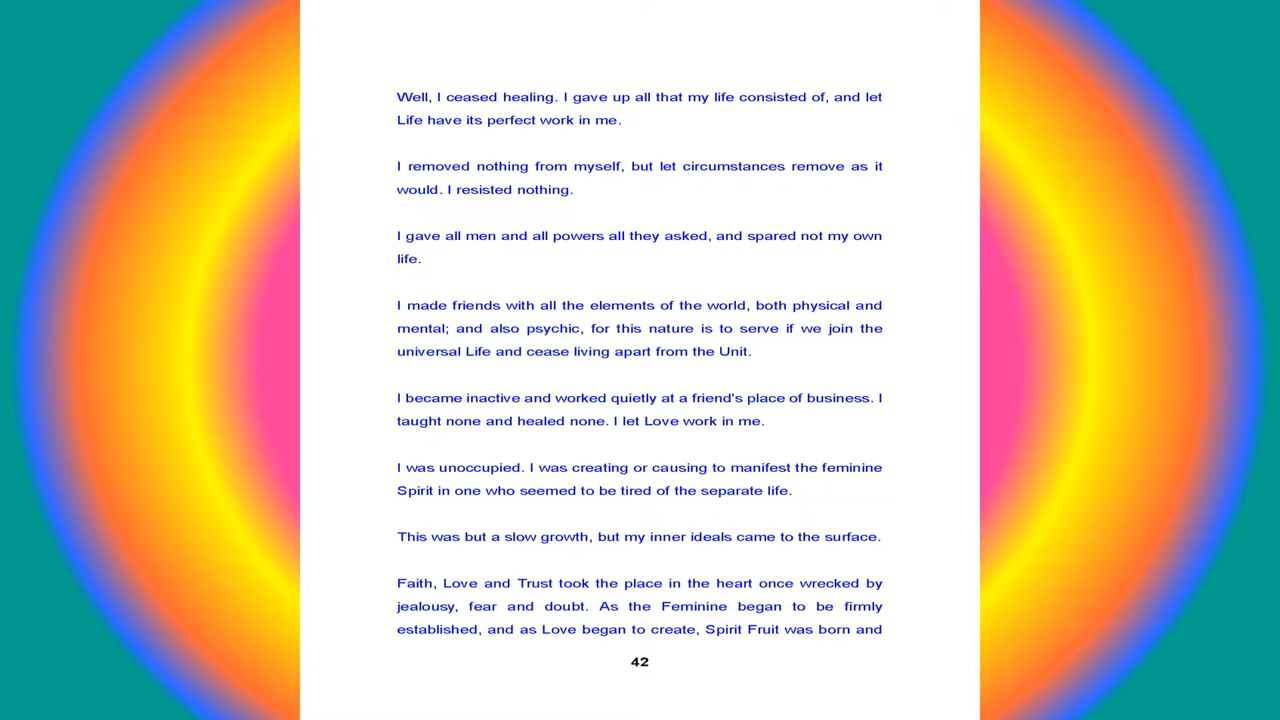 Well, I ceased healing. I gave up all that my life consisted of, and let
Life have its perfect work in me.
I removed nothing from myself, but let circumstances remove as it
would. I resisted nothing.
I gave all men and all powers all they asked, and spared not my own
life.
I made friends with all the elements of the world, both physical and
mental; and also psychic, for this nature is to serve if we join the
universal Life and cease living apart from the Unit.
I became inactive and worked quietly at a friend's place of business. I
taught none and healed none. I let Love work in me.
I was unoccupied. I was creating or causing to manifest the feminine
Spirit in one who seemed to be tired of the separate life.
This was but a slow growth, but my inner ideals came to the surface.
Faith, Love and Trust took the place in the heart once wrecked by
jealousy, fear and doubt. As the Feminine began to be firmly
established, and as Love began to create, Spirit Fruit was born and
42